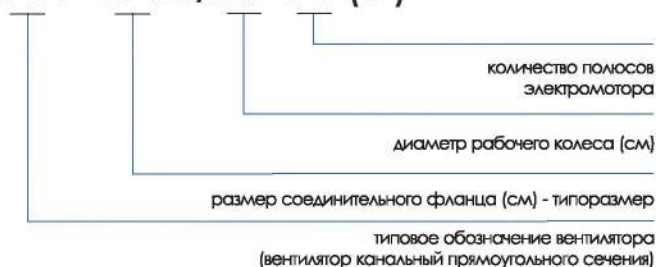 количество полюсов
электромотора
диаметр рабочего колеса (см)
размер соединительного фланца (см) - типоразмер
типовое обозначение вентилятора
(вентилятор канальный прямоугольного сечения)